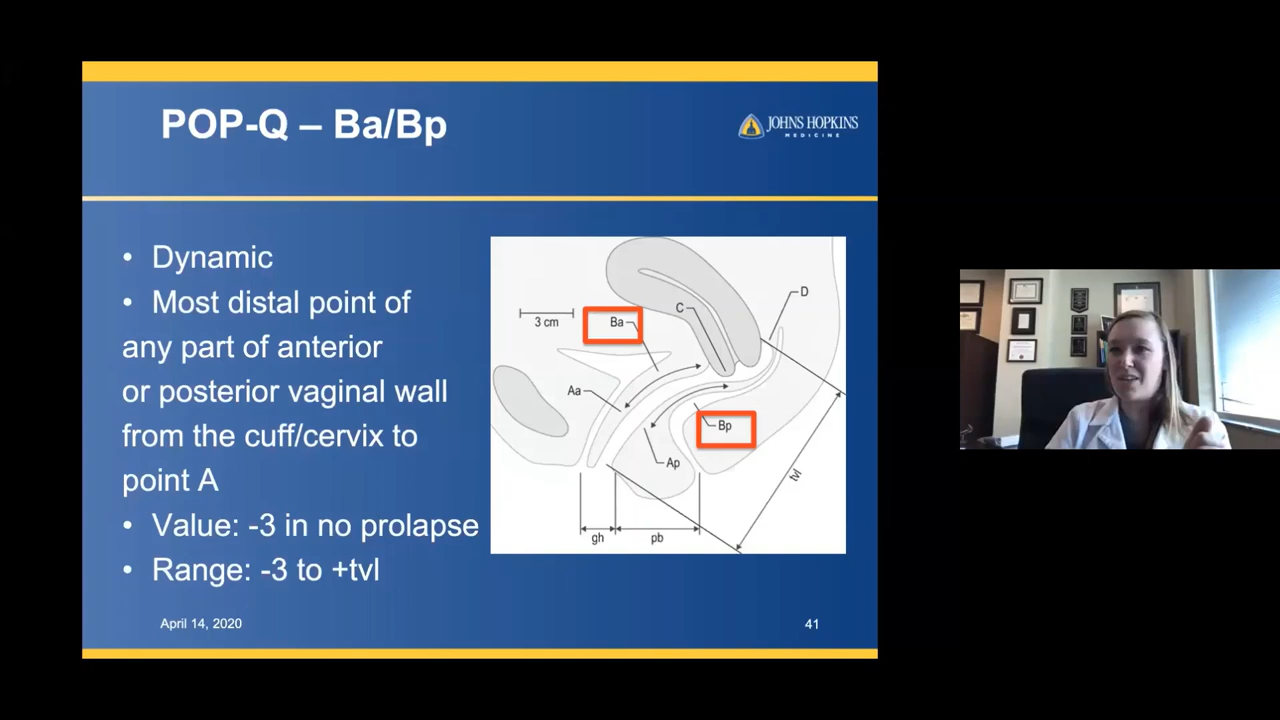 POP-Q – Ba/Bp
JOHNS HOPKINS
MEDICINE
• Dynamic
• Most distal point of
any part of anterior
or posterior vaginal wall
from the cuff/cervix to
point A
• Value: -3 in no prolapse
• Range: -3 to +tvl
3 cm
Ba
C
D
Aa
Bp
Ap
tvl
gh
pb
April 14, 2020
41